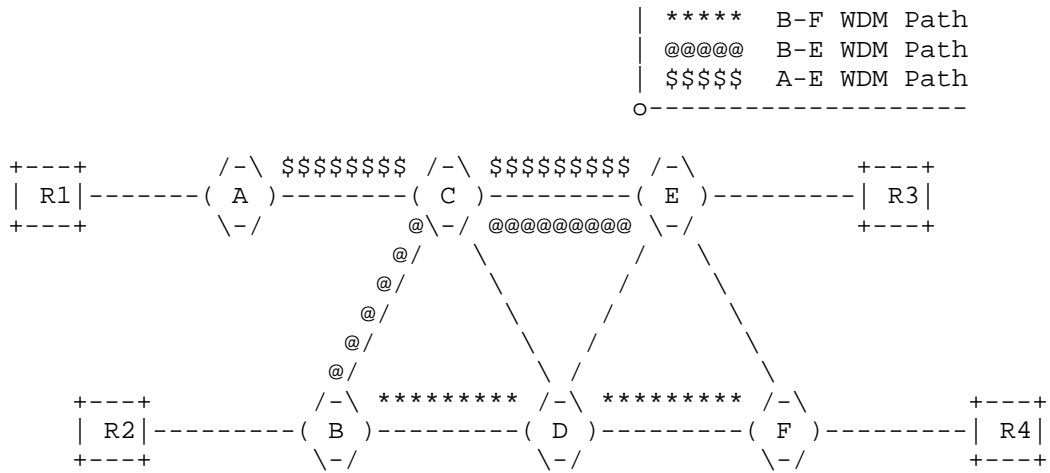 | ***** B-F WDM Path
| @@@@@ B-E WDM Path
| $$$$$ A-E WDM Path
o--------------------
+---+ /-\ $$$$$$$$ /-\ $$$$$$$$$ /-\ +---+
| R1|-------( A )--------( C )---------( E )---------| R3|
+---+ \-/ @\-/ @@@@@@@@@ \-/ +---+
@/ \ / \
@/ \ / \
@/ \ / \
@/ \ / \
@/ \ / \
+---+ /-\ ********* /-\ ********* /-\ +---+
| R2|---------( B )---------( D )---------( F )---------| R4|
+---+ \-/ \-/ \-/ +---+